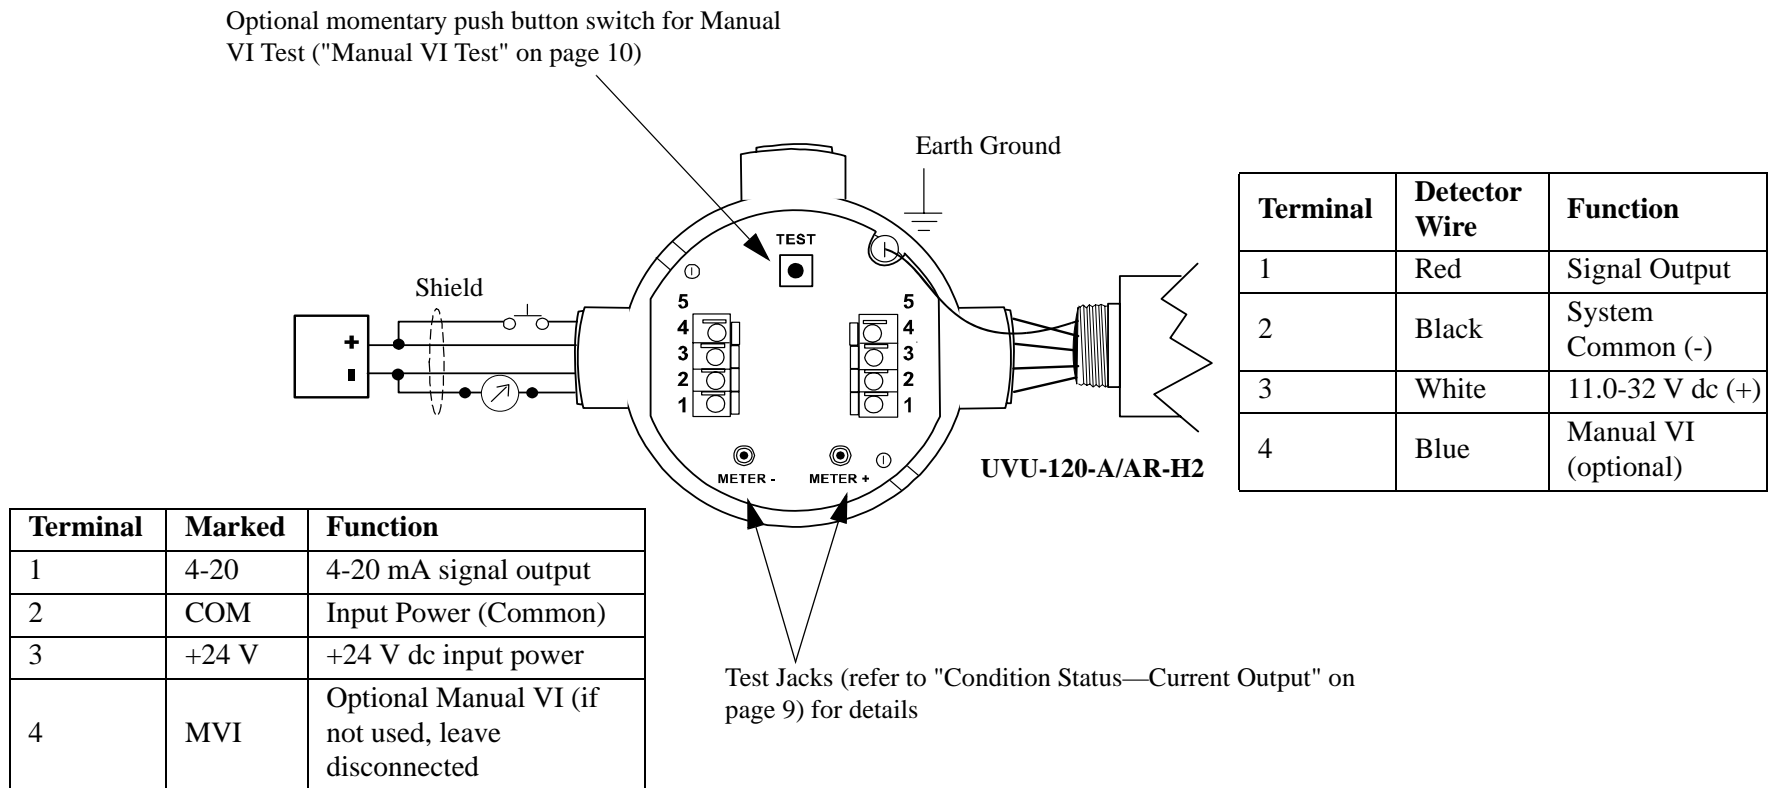 Optional momentary push button switch for Manual
VI Test ("Manual VI Test" on page 10)
Earth Ground
TEST
Shield
+
-
5
4
3
2
1
5
4
3
2
1
METER -
METER +
UVU-120-A/AR-H2
Terminal Detector Wire Function
1 Red Signal Output
2 Black System Common (-)
3 White 11.0-32 V dc (+)
4 Blue Manual VI (optional)
Terminal Marked Function
1 4-20 4-20 mA signal output
2 COM Input Power (Common)
3 +24 V +24 V dc input power
4 MVI Optional Manual VI (if not used, leave disconnected
Test Jacks (refer to "Condition Status—Current Output" on
page 9) for details